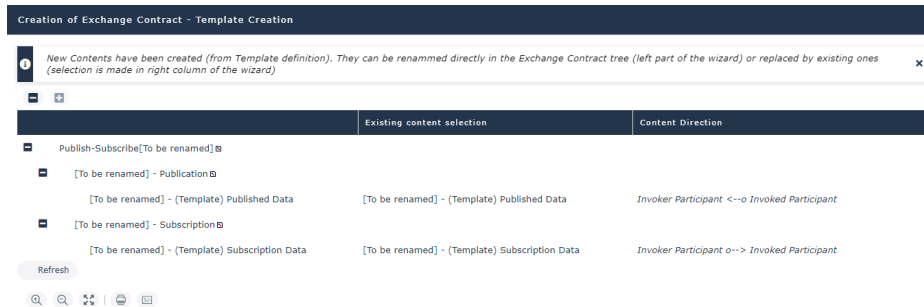 Creation of Exchange Contract - Template Creation
New Contents have been created (from Template definition). They can be renammed directly in the Exchange Contract tree (left part of the wizard) or replaced by existing ones
(selection is made in right column of the wizard)
Existing content selection Content Direction
Publish-Subscribe[To be renamed]
[To be renamed] - Publication
[To be renamed] - (Template) Published Data [To be renamed] - (Template) Published Data Invoker Participant <--o Invoked Participant
[To be renamed] - Subscription
[To be renamed] - (Template) Subscription Data [To be renamed] - (Template) Subscription Data Invoker Participant o--> Invoked Participant
Refresh